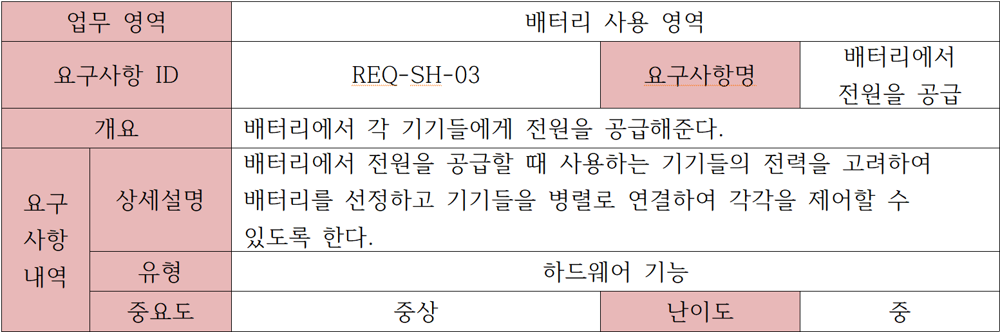 업무 영역 배터리 사용 영역
요구사항 ID REQ-SH-03 요구사항명 배터리에서
전원을 공급
개요 배터리에서 각 기기들에게 전원을 공급해준다.
요구
사항
내역
상세설명
배터리에서 전원을 공급할 때 사용하는 기기들의 전력을 고려하여
배터리를 선정하고 기기들을 병렬로 연결하여 각각을 제어할 수
있도록 한다.
유형 하드웨어 기능
중요도 중상 난이도 중